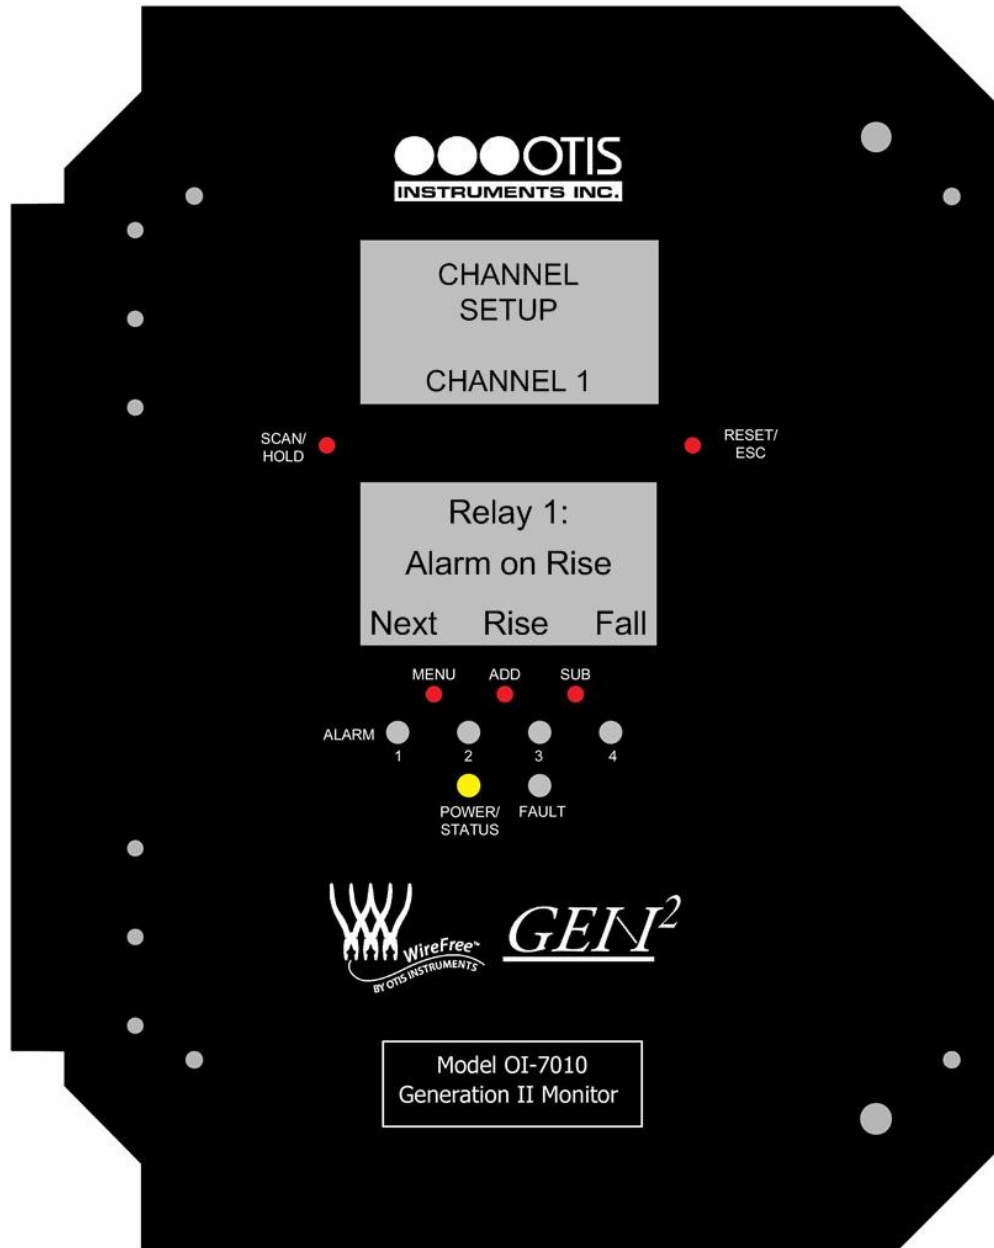 OTIS
INSTRUMENTS INC.
CHANNEL
SETUP
CHANNEL 1
SCAN/
HOLD
RESET/
ESC
Relay 1:
Alarm on Rise
Next Rise Fall
MENU ADD SUB
ALARM
1 2 3 4
POWER/
STATUS
FAULT
WireFree™
BY OTIS INSTRUMENTS
GEN²
Model OI-7010
Generation II Monitor